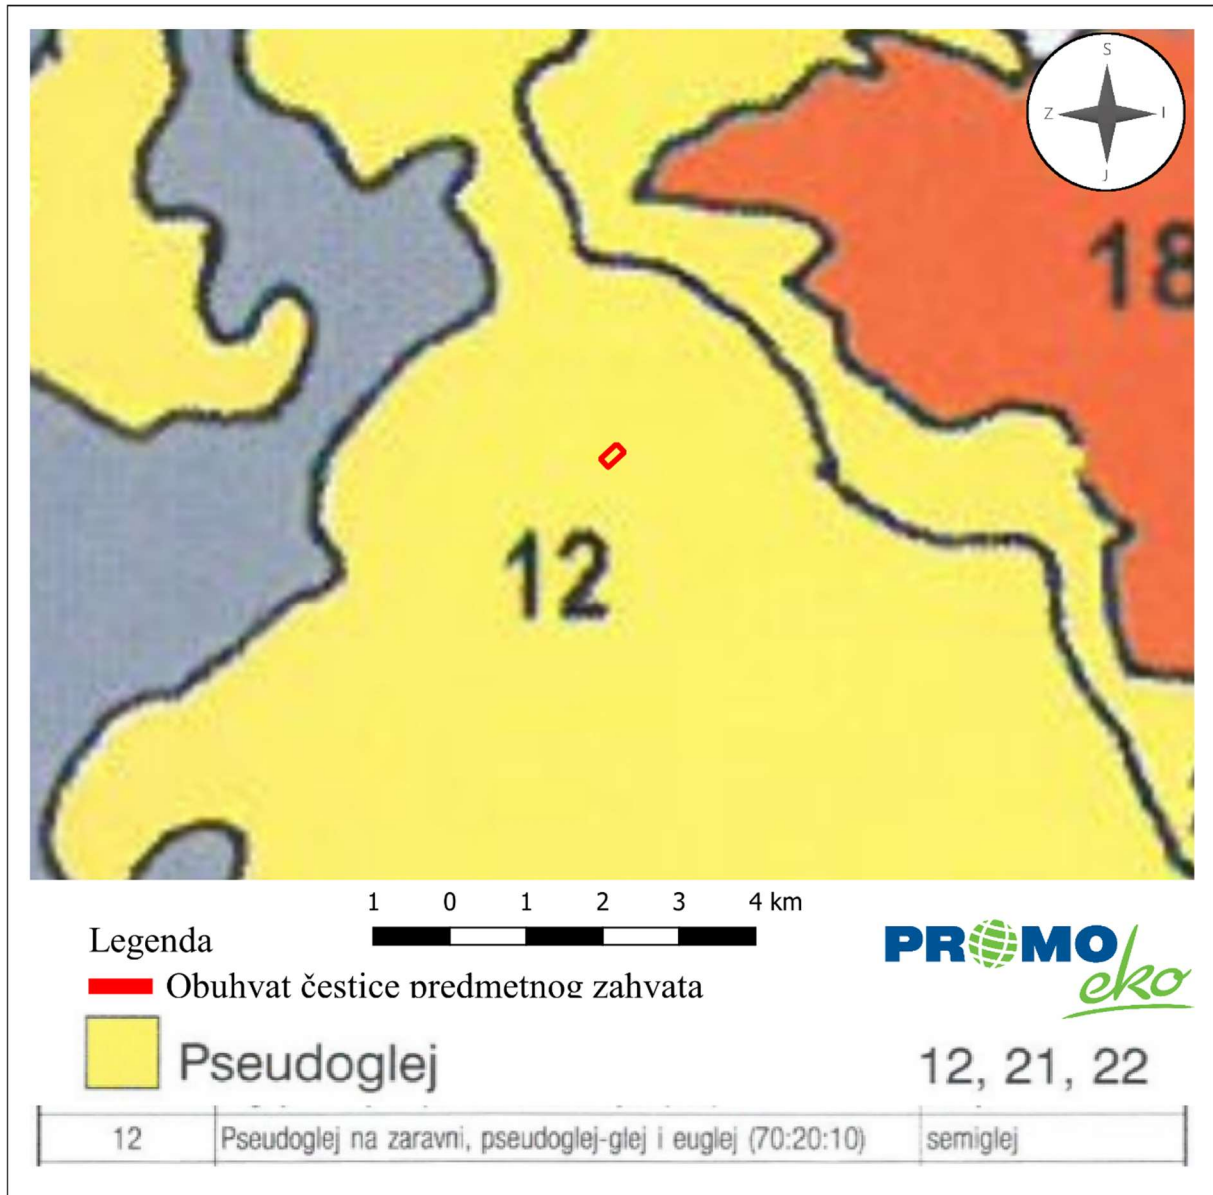 S
Z I
J
18
12
1 0 1 2 3 4 km
Legenda
PROMO
eko
Obuhvat čestice predmetnog zahvata
Pseudoglej 12, 21, 22
12 Pseudoglej na zaravni, pseudoglej-glej i euglej (70:20:10) semiglej